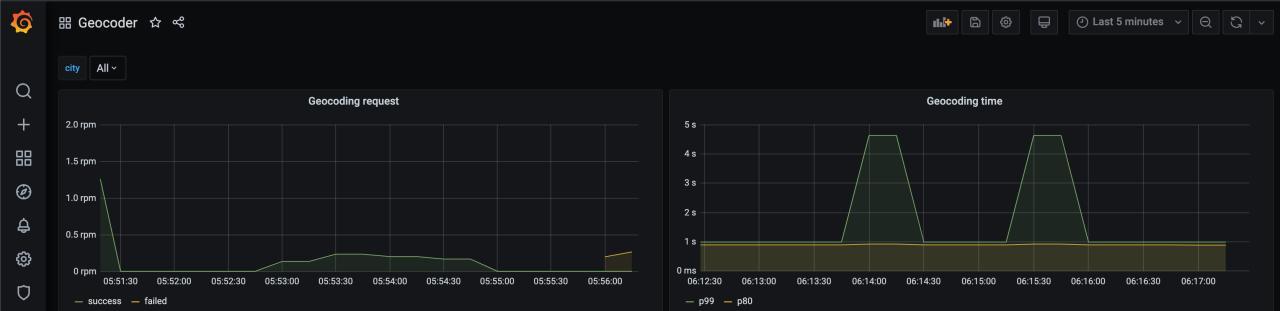 Geocoder
Last 5 minutes
city All
Geocoding request
2.0 rpm
1.5 rpm
1.0 rpm
0.5 rpm
0 rpm
05:51:30 05:52:00 05:52:30 05:53:00 05:53:30 05:54:00 05:54:30 05:55:00 05:55:30 05:56:00
success failed
Geocoding time
5 s
4 s
3 s
2 s
1 s
0 ms
06:12:30 06:13:00 06:13:30 06:14:00 06:14:30 06:15:00 06:15:30 06:16:00 06:16:30 06:17:00
p99 p80